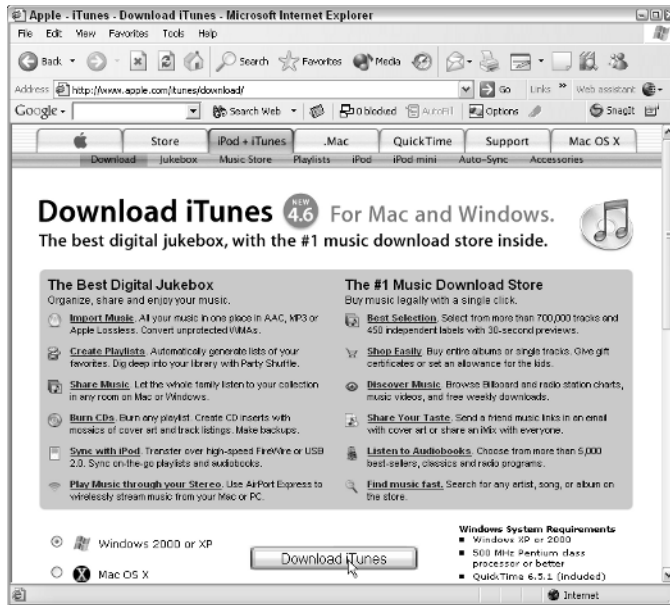 Apple - iTunes - Download iTunes - Microsoft Internet Explorer
File Edit View Favorites Tools Help
Back Search Favorites Media
Address http://www.apple.com/itunes/download/ Go Links » Web assistant
Google - Search Web 0 blocked AutoFill Options SnagIt
Store iPod + iTunes .Mac QuickTime Support Mac OS X
Download Jukebox Music Store Playlists iPod iPod mini Auto-Sync Accessories
Download iTunes NEW 4.6 For Mac and Windows.
The best digital jukebox, with the #1 music download store inside.
The Best Digital Jukebox
Organize, share and enjoy your music.
Import Music. All your music in one place in AAC, MP3 or
Apple Lossless. Convert unprotected WMAs.
Create Playlists. Automatically generate lists of your
favorites. Dig deep into your library with Party Shuffle.
Share Music. Let the whole family listen to your collection
in any room on Mac or Windows.
Burn CDs. Burn any playlist. Create CD inserts with
mosaics of cover art and track listings. Make backups.
Sync with iPod. Transfer over high-speed FireWire or USB
2.0. Sync on-the-go playlists and audiobooks.
Play Music through your Stereo. Use AirPort Express to
wirelessly stream music from your Mac or PC.
The #1 Music Download Store
Buy music legally with a single click.
Best Selection. Select from more than 700,000 tracks and
450 independent labels with 30-second previews.
Shop Easily. Buy entire albums or single tracks. Give gift
certificates or set an allowance for the kids.
Discover Music. Browse Billboard and radio station charts,
music videos, and free weekly downloads.
Share Your Taste. Send a friend music links in an email
with cover art or share an iMix with everyone.
Listen to Audiobooks. Choose from more than 5,000
best-sellers, classics and radio programs.
Find music fast. Search for any artist, song, or album on
the store.
Windows 2000 or XP
Mac OS X
Download iTunes
Windows System Requirements
Windows XP or 2000
500 MHz Pentium class
processor or better
QuickTime 6.5.1 (included)
Internet